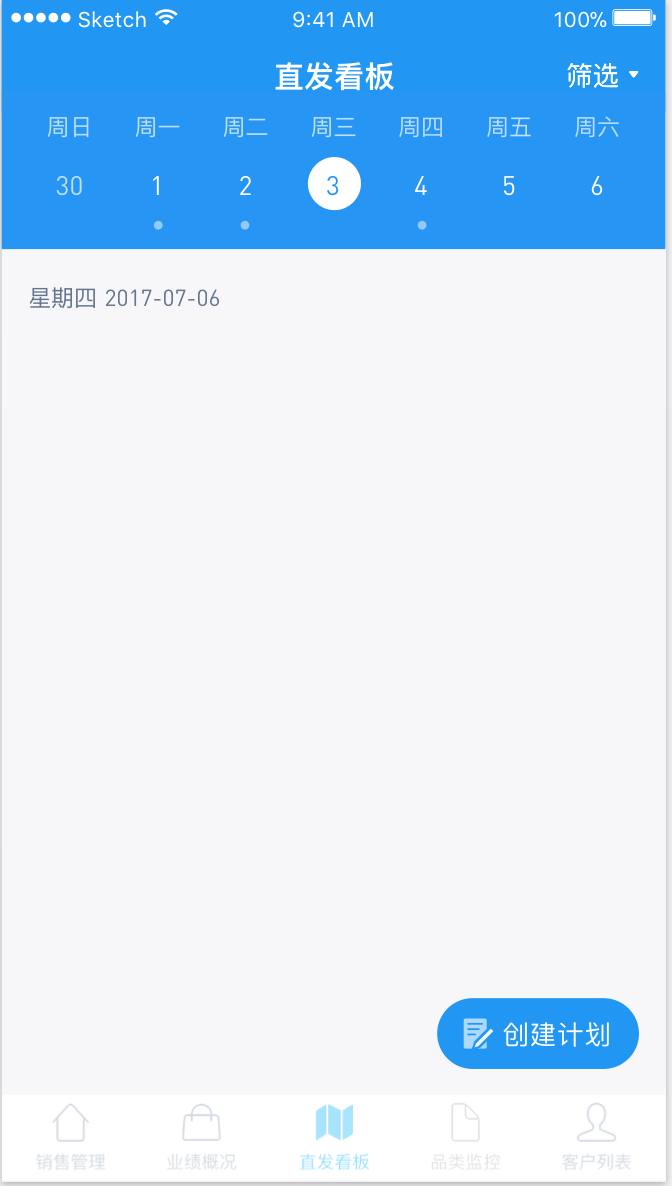 Sketch 9:41 AM 100%
直发看板 筛选
周日 周一 周二 周三 周四 周五 周六
30 1 2 3 4 5 6
星期四 2017-07-06
创建计划
销售管理 业绩概况 直发看板 品类监控 客户列表